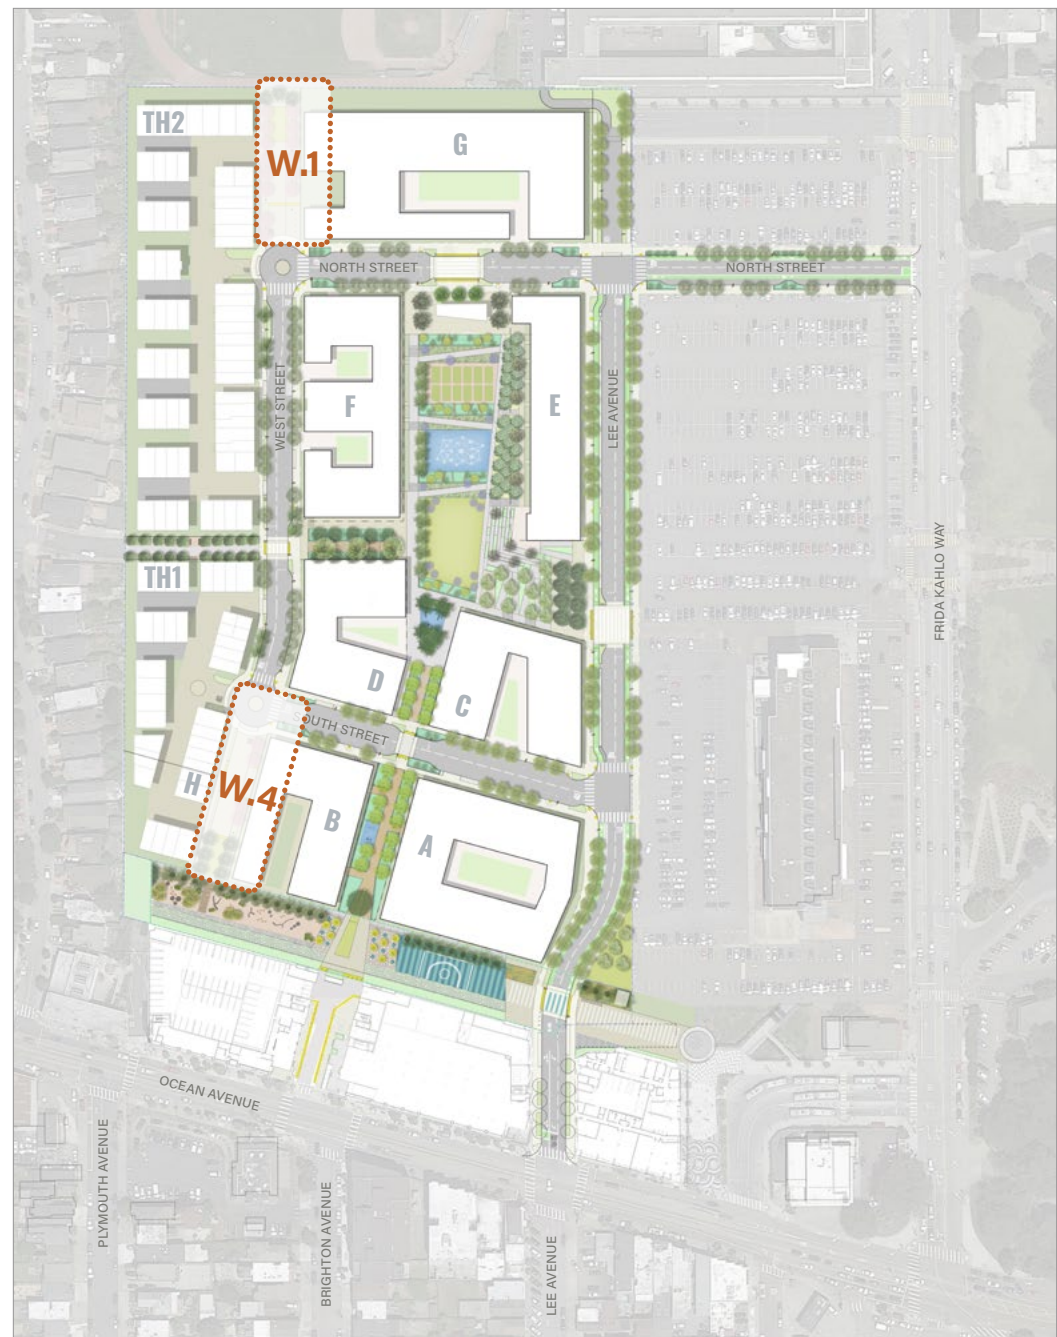 TH2
W.1
G
NORTH STREET
NORTH STREET
WEST STREET
F
E
LEE AVENUE
TH1
FRIDA KAHLO WAY
D
C
SOUTH STREET
H
W.4
B
A
OCEAN AVENUE
PLYMOUTH AVENUE
BRIGHTON AVENUE
LEE AVENUE